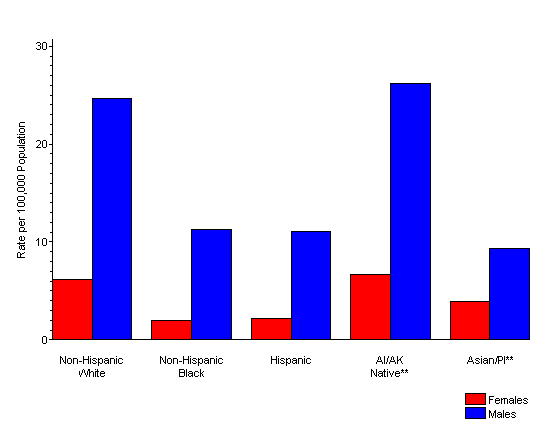 30
20
10
0
Rate per 100,000 Population
Non-Hispanic
White
Non-Hispanic
Black
Hispanic
AI/AK
Native**
Asian/PI**
Females
Males